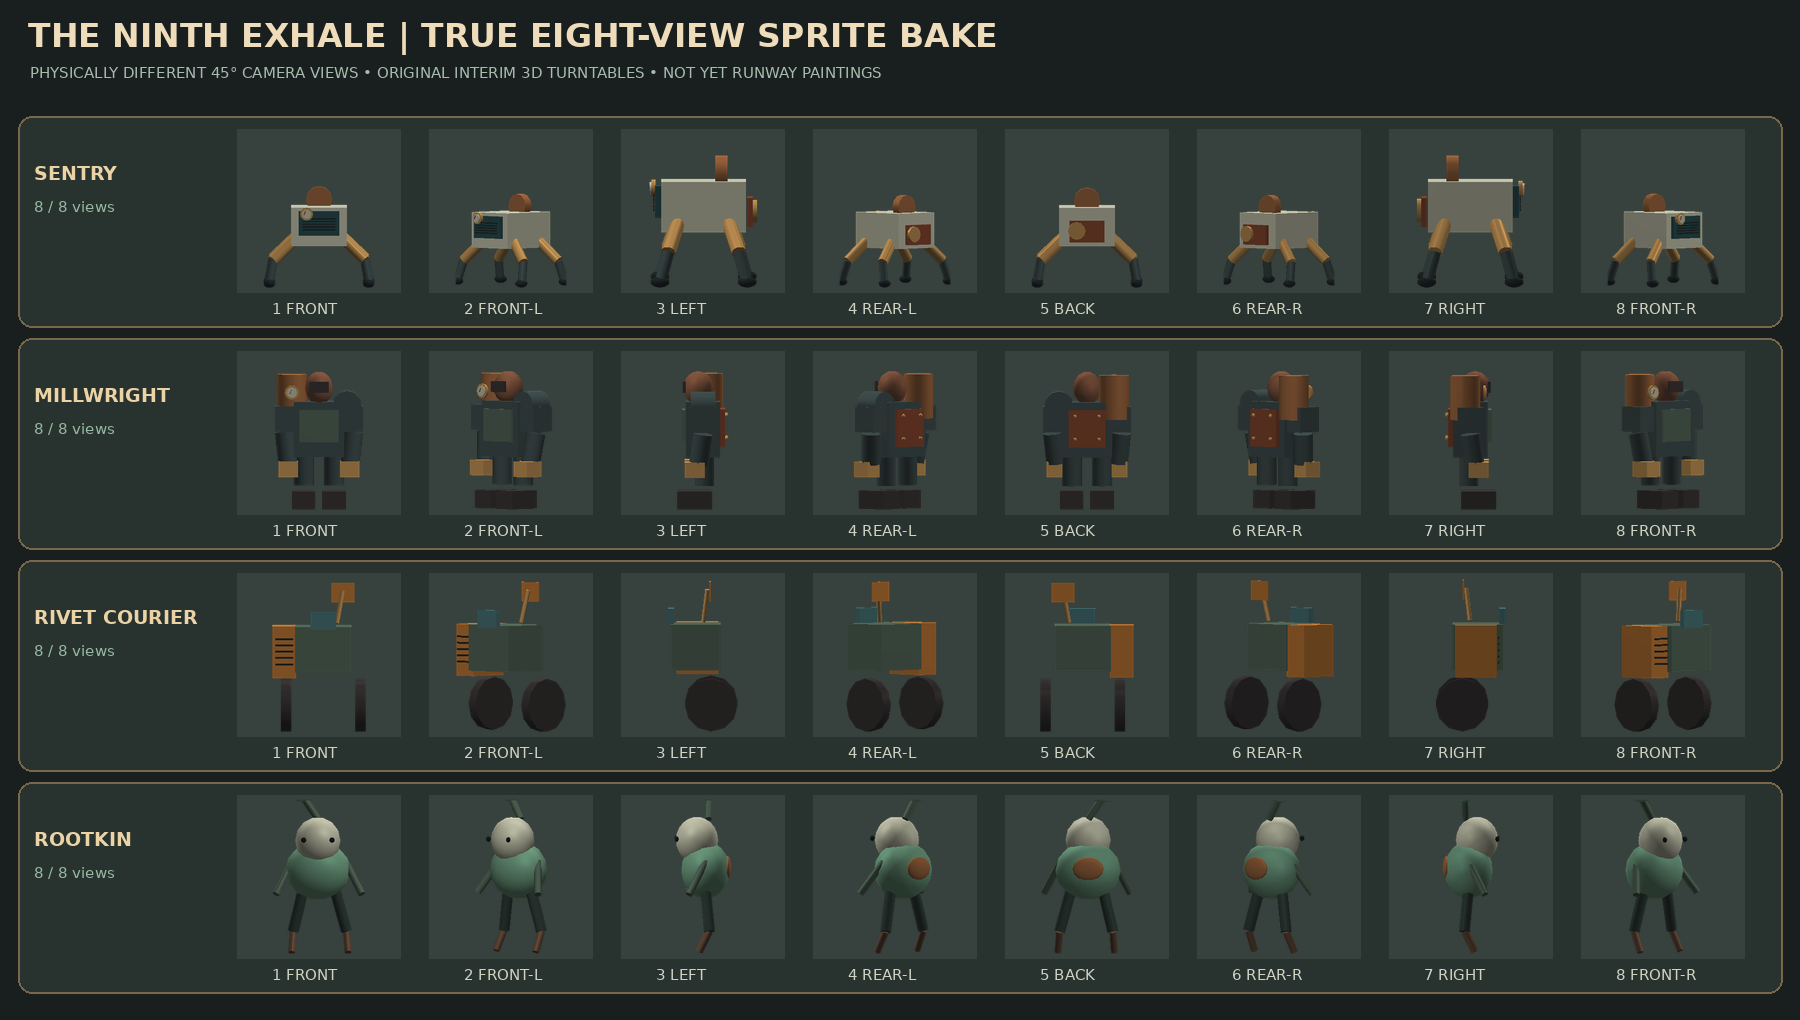 THE NINTH EXHALE | TRUE EIGHT-VIEW SPRITE BAKE
PHYSICALLY DIFFERENT 45° CAMERA VIEWS • ORIGINAL INTERIM 3D TURNTABLES • NOT YET RUNWAY PAINTINGS
SENTRY
8 / 8 views
1 FRONT 2 FRONT-L 3 LEFT 4 REAR-L 5 BACK 6 REAR-R 7 RIGHT 8 FRONT-R
MILLWRIGHT
8 / 8 views
1 FRONT 2 FRONT-L 3 LEFT 4 REAR-L 5 BACK 6 REAR-R 7 RIGHT 8 FRONT-R
RIVET COURIER
8 / 8 views
1 FRONT 2 FRONT-L 3 LEFT 4 REAR-L 5 BACK 6 REAR-R 7 RIGHT 8 FRONT-R
ROOTKIN
8 / 8 views
1 FRONT 2 FRONT-L 3 LEFT 4 REAR-L 5 BACK 6 REAR-R 7 RIGHT 8 FRONT-R